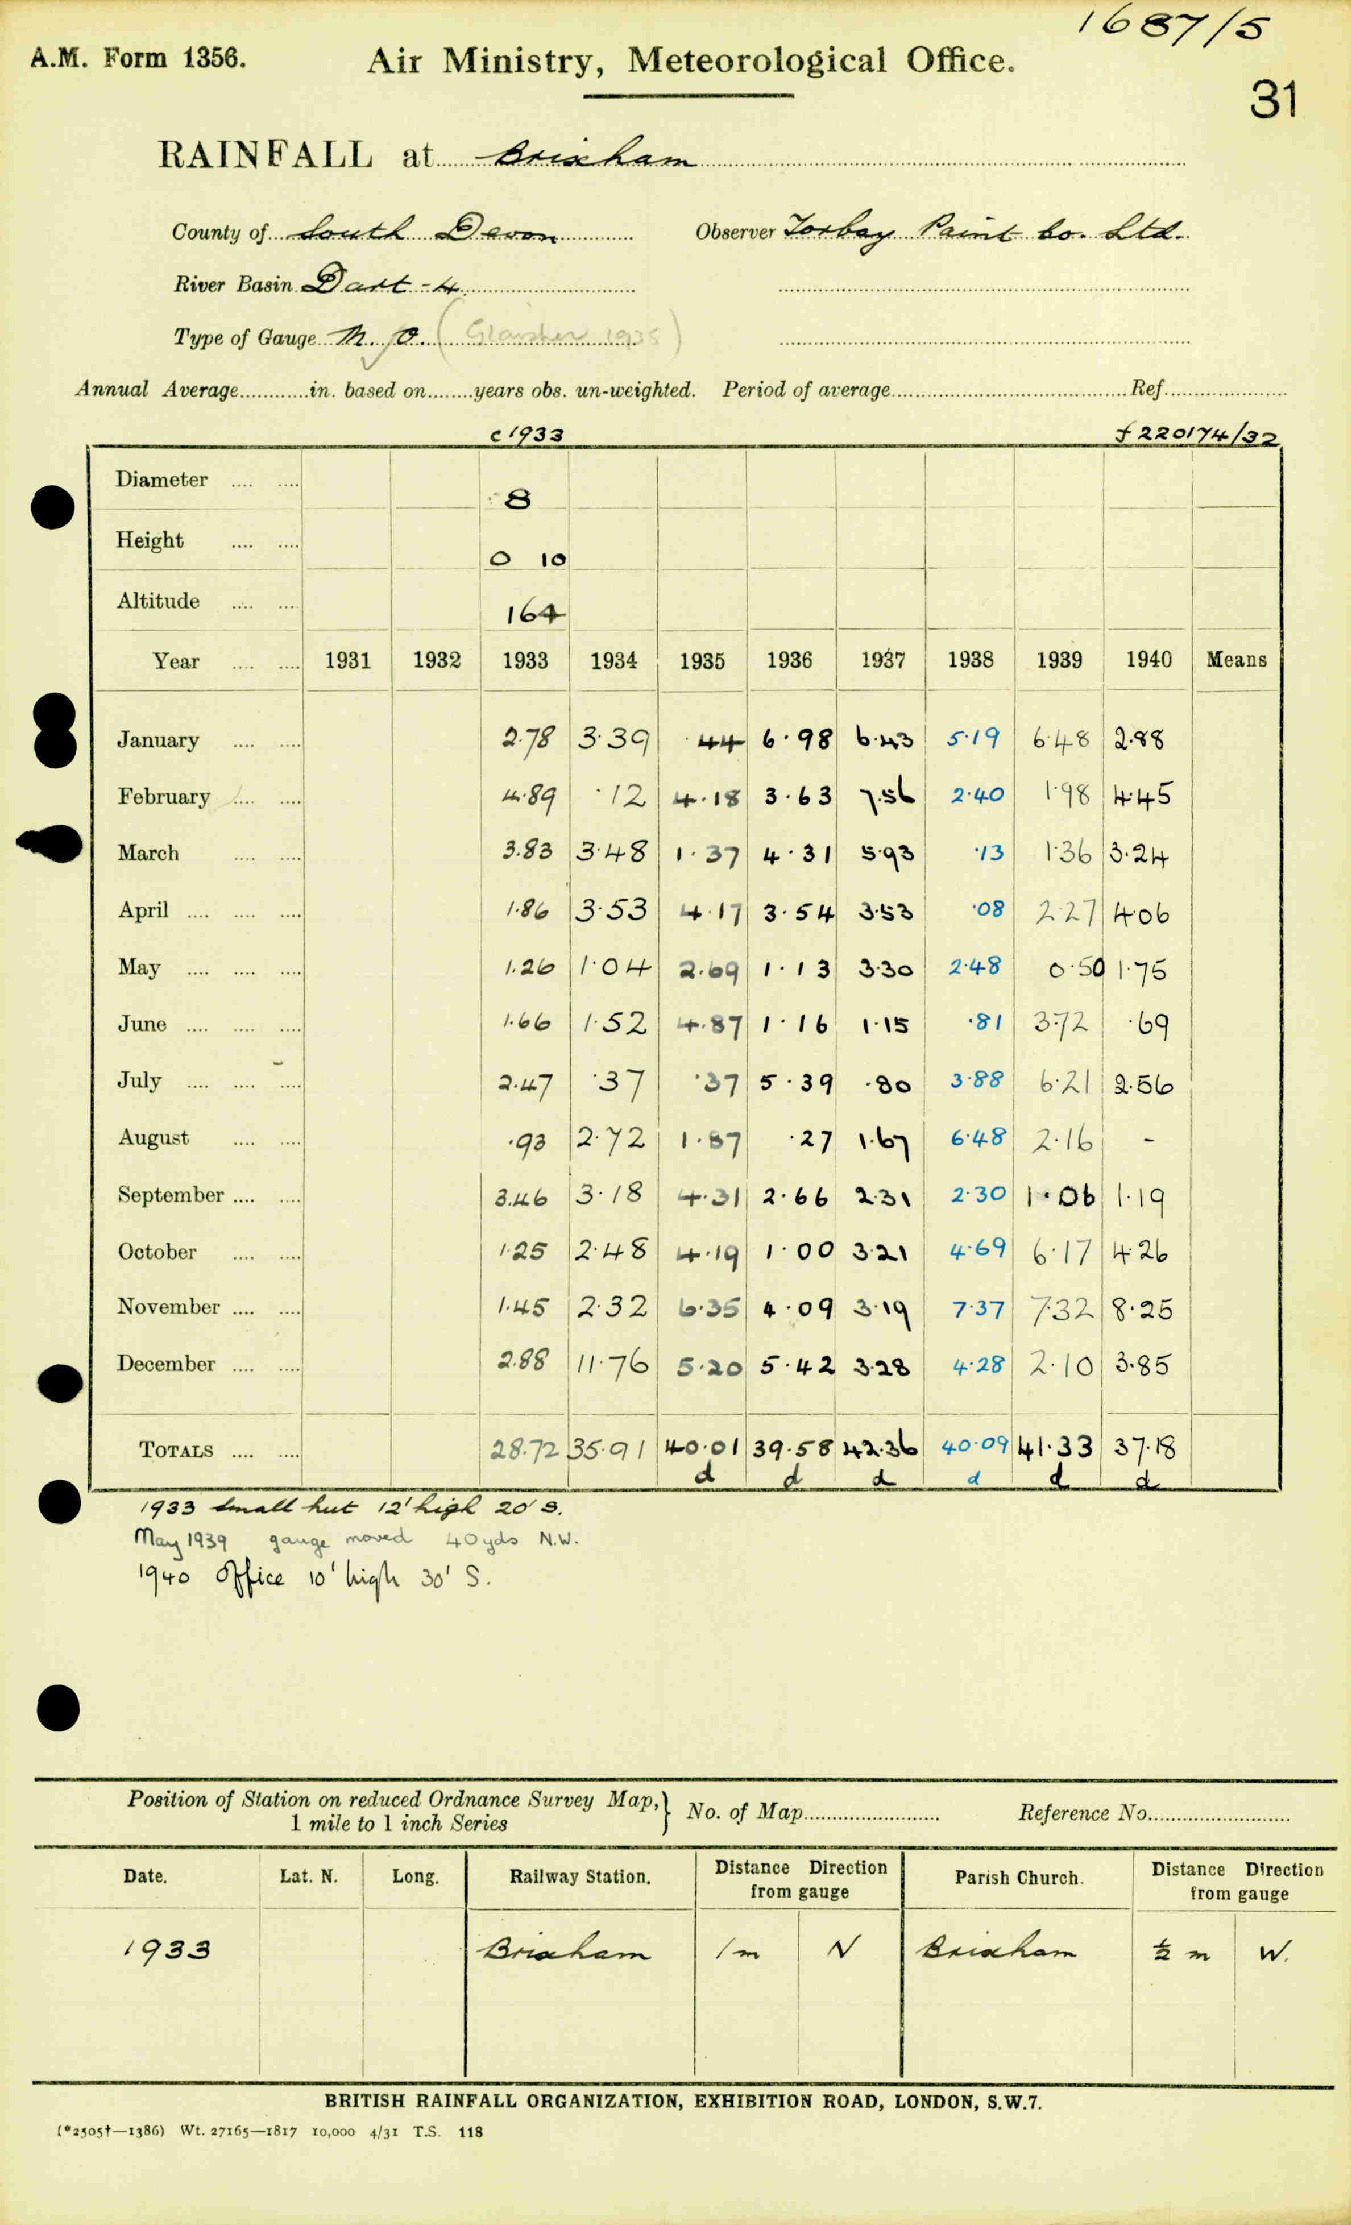 1687/5
A.M. Form 1356. Air Ministry, Meteorological Office.
31
RAINFALL at Brixham
County of South Devon Observer Torbay Paint Co. Ltd.
River Basin Dart - 4
Type of Gauge M. O. (Glaisher 1935)
Annual Average in. based on years obs. un-weighted. Period of average Ref.
c 1933 f 220174/32
Diameter 8
Height 0 10
Altitude 164
Year 1931 1932 1933 1934 1935 1936 1937 1938 1939 1940 Means
January 2.78 3.39 .44 6.98 6.43 5.19 6.48 2.88
February 4.89 .12 4.18 3.63 7.56 2.40 1.98 4.45
March 3.83 3.48 1.37 4.31 5.93 .13 1.36 3.24
April 1.86 3.53 4.17 3.54 3.53 .08 2.27 4.06
May 1.26 1.04 2.69 1.13 3.30 2.48 0.50 1.75
June 1.66 1.52 4.87 1.16 1.15 .81 3.72 .69
July 2.47 .37 .37 5.39 .80 3.88 6.21 2.56
August .93 2.72 1.87 .27 1.67 6.48 2.16 -
September 3.46 3.18 4.31 2.66 2.31 2.30 1.06 1.19
October 1.25 2.48 4.19 1.00 3.21 4.69 6.17 4.26
November 1.45 2.32 6.35 4.09 3.19 7.37 7.32 8.25
December 2.88 11.76 5.20 5.42 3.28 4.28 2.10 3.85
TOTALS 28.72 35.91 40.01 39.58 42.36 40.09 41.33 37.18
d d d d d d
1933 small hut 12' high 20' S.
May 1939 gauge moved 40 yds N.W.
1940 Office 10' high 30' S.
Position of Station on reduced Ordnance Survey Map, 1 mile to 1 inch Series } No. of Map Reference No.
Date. Lat. N. Long. Railway Station. Distance Direction from gauge Parish Church. Distance Direction from gauge
1933 Brixham 1 m N Brixham ½ m W.
BRITISH RAINFALL ORGANIZATION, EXHIBITION ROAD, LONDON, S.W.7.
(*2505†—1386) Wt. 27165—1817 10,000 4/31 T.S. 118